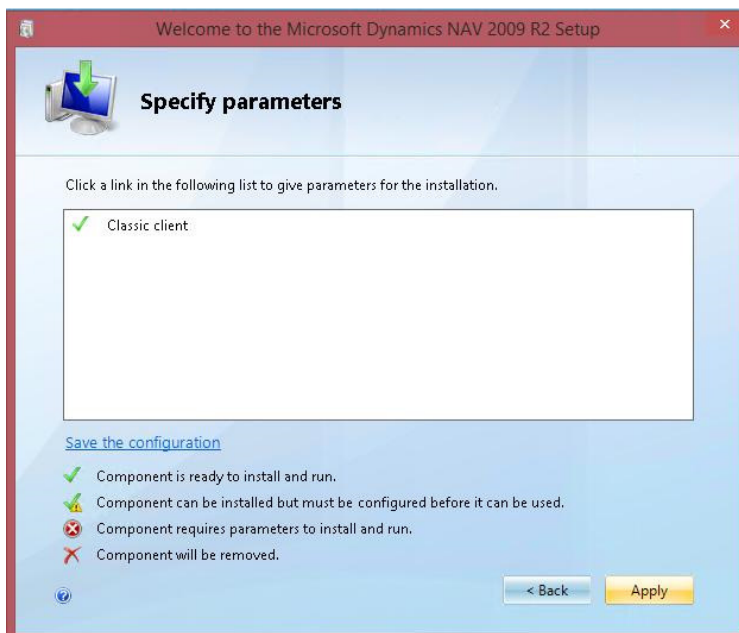 Welcome to the Microsoft Dynamics NAV 2009 R2 Setup
Specify parameters
Click a link in the following list to give parameters for the installation.
Classic client
Save the configuration
Component is ready to install and run.
Component can be installed but must be configured before it can be used.
Component requires parameters to install and run.
Component will be removed.
< Back Apply